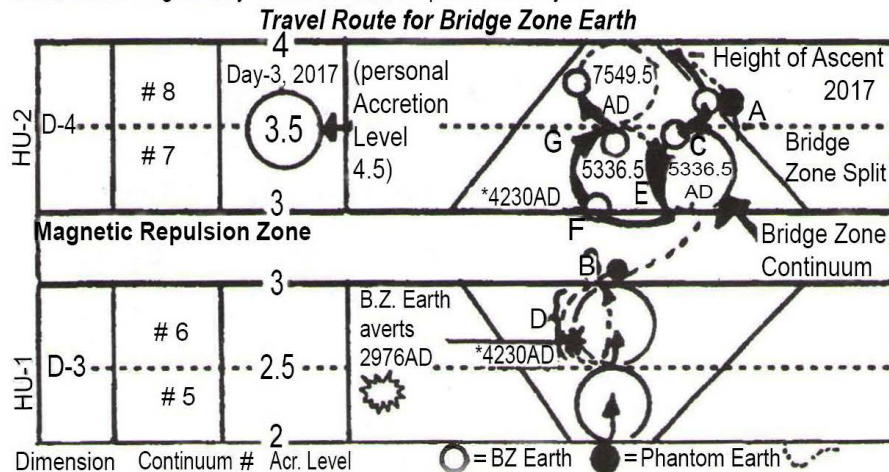 Travel Route for Bridge Zone Earth
4
Day-3, 2017
(personal
Accretion
Level
4.5)
7549.5
AD
Height of Ascent
2017
HU-2
D-4
# 8
# 7
3.5
A
G
C
Bridge
Zone Split
5336.5
5336.5
AD
*4230AD
E
3
F
Magnetic Repulsion Zone
Bridge Zone
Continuum
3
B
HU-1
D-3
# 6
# 5
2.5
B.Z. Earth
averts
2976AD
D
*4230AD
2
Dimension Continuum # Acr. Level
= BZ Earth
= Phantom Earth